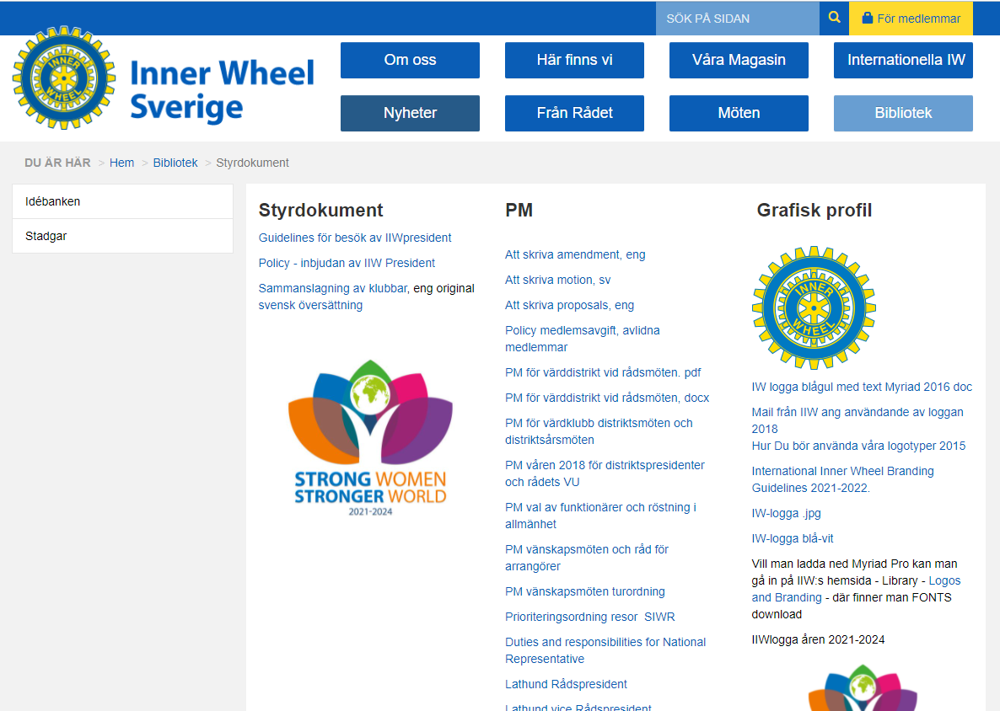 SÖK PÅ SIDAN
För medlemmar
INNER
WHEEL
Inner Wheel
Sverige
Om oss
Här finns vi
Våra Magasin
Internationella IW
Nyheter
Från Rådet
Möten
Bibliotek
DU ÄR HÄR > Hem > Bibliotek > Styrdokument
Idébanken
Stadgar
Styrdokument
Guidelines för besök av IIWpresident
Policy - inbjudan av IIW President
Sammanslagning av klubbar, eng original
svensk översättning
STRONG WOMEN
STRONGER WORLD
2021-2024
PM
Att skriva amendment, eng
Att skriva motion, sv
Att skriva proposals, eng
Policy medlemsavgift, avlidna
medlemmar
PM för värddistrikt vid rådsmöten. pdf
PM för värddistrikt vid rådsmöten, docx
PM för värdklubb distriktsmöten och
distriktsårsmöten
PM våren 2018 för distriktspresidenter
och rådets VU
PM val av funktionärer och röstning i
allmänhet
PM vänskapsmöten och råd för
arrangörer
PM vänskapsmöten turordning
Prioriteringsordning resor  SIWR
Duties and responsibilities for National
Representative
Lathund Rådspresident
Lathund vice Rådspresident
Grafisk profil
INNER
WHEEL
IW logga blågul med text Myriad 2016 doc
Mail från IIW ang användande av loggan
2018
Hur Du bör använda våra logotyper 2015
International Inner Wheel Branding
Guidelines 2021-2022.
IW-logga .jpg
IW-logga blå-vit
Vill man ladda ned Myriad Pro kan man
gå in på IIW:s hemsida - Library - Logos
and Branding - där finner man FONTS
download
IIWlogga åren 2021-2024